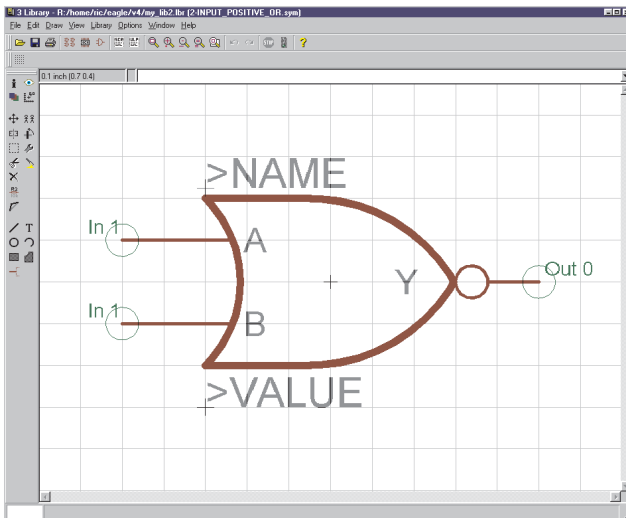 3 Library - R:/home/ric/eagle/v4/my_lib2.lbr (2-INPUT_POSITIVE_OR.sym)
File Edit Draw View Library Options Window Help
0.1 inch (0.7 0.4)
>NAME
In 1
A
Y
Out 0
In 1
B
>VALUE
T